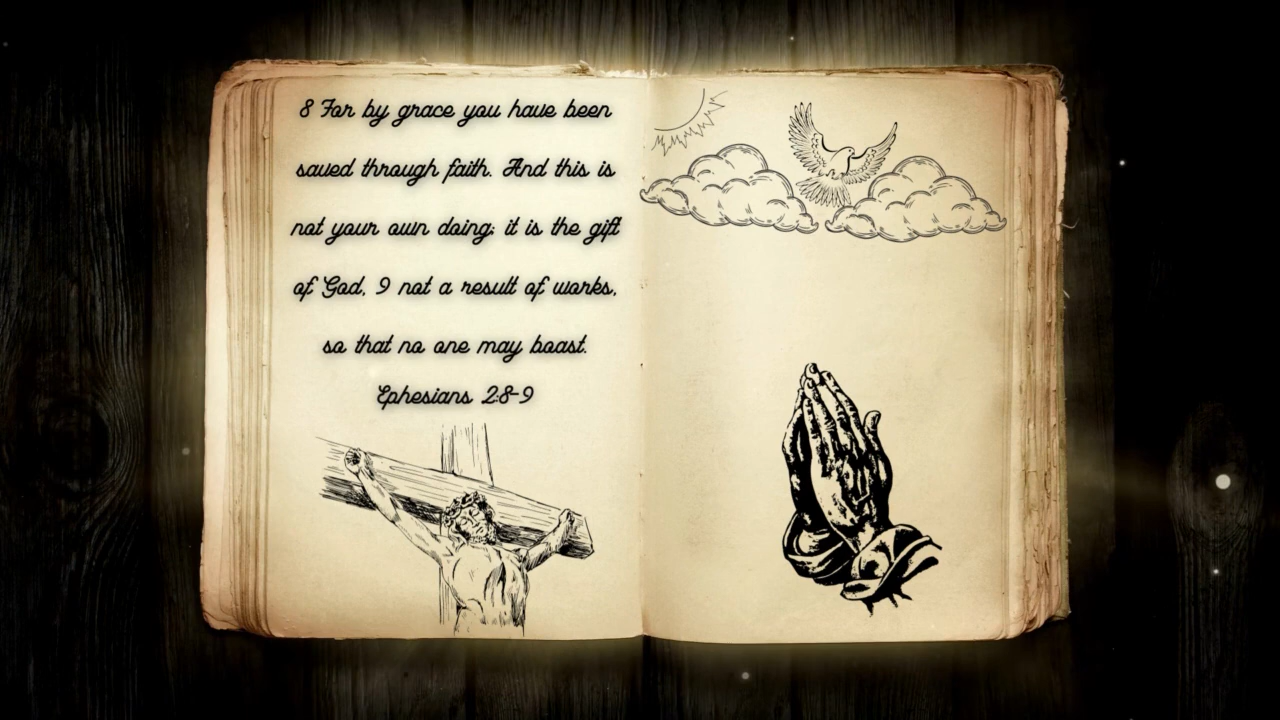 8 For by grace you have been
saved through faith. And this is
not your own doing; it is the gift
of God, 9 not a result of works,
so that no one may boast.
Ephesians 2:8-9